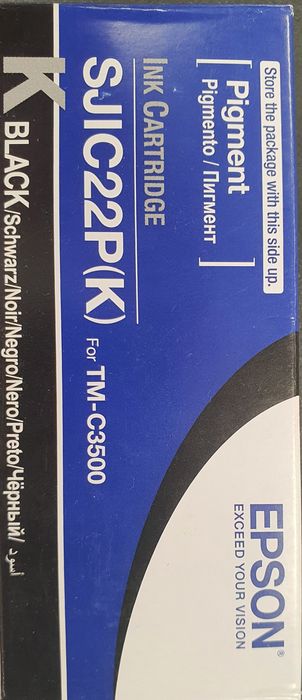 Store the package with this side up.
Pigment
Pigmento / Пигмент
INK CARTRIDGE
SJIC22P(K) For TM-C3500
K BLACK/Schwarz/Noir/Negro/Nero/Preto/Чёрный/ أسود
EPSON®
EXCEED YOUR VISION